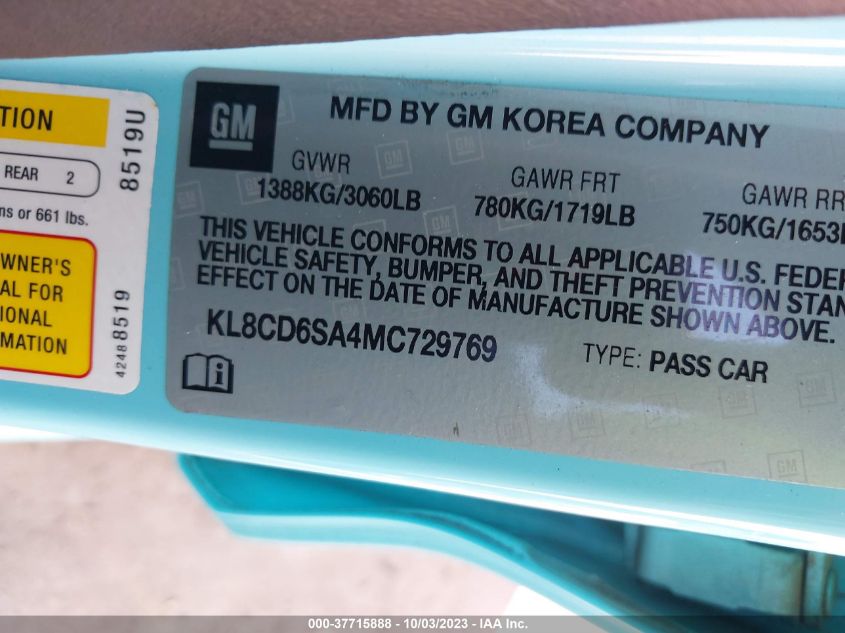 TION
REAR 2
ns or 661 lbs.
WNER'S
AL FOR
IONAL
MATION
8519U
42488519
GM
MFD BY GM KOREA COMPANY
GVWR
1388KG/3060LB
GAWR FRT
780KG/1719LB
GAWR RR
750KG/1653
THIS VEHICLE CONFORMS TO ALL APPLICABLE U.S. FEDER
VEHICLE SAFETY, BUMPER, AND THEFT PREVENTION STAN
EFFECT ON THE DATE OF MANUFACTURE SHOWN ABOVE.
KL8CD6SA4MC729769
TYPE: PASS CAR
GM
000-37715888 - 10/03/2023 - IAA Inc.